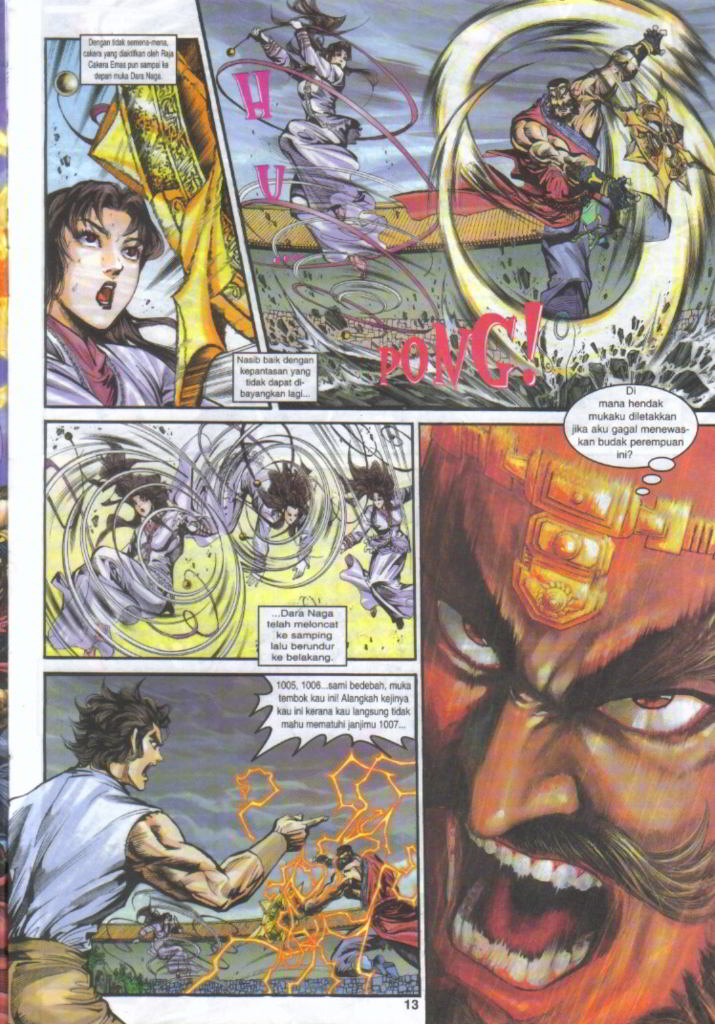 Dengan tidak semena-mena,
cakera yang diaktifkan oleh Raja
Cakera Emas pun sampai ke
depan muka Dara Naga.
HU...
PONG!
Nasib baik dengan
kepantasan yang
tidak dapat di-
bayangkan lagi...
Di
mana hendak
mukaku diletakkan
jika aku gagal menewas-
kan budak perempuan
ini?
...Dara Naga
telah meloncat
ke samping
lalu berundur
ke belakang.
1005, 1006...sami bedebah, muka
tembok kau ini! Alangkah kejinya
kau ini kerana kau langsung tidak
mahu mematuhi janjimu 1007...
13